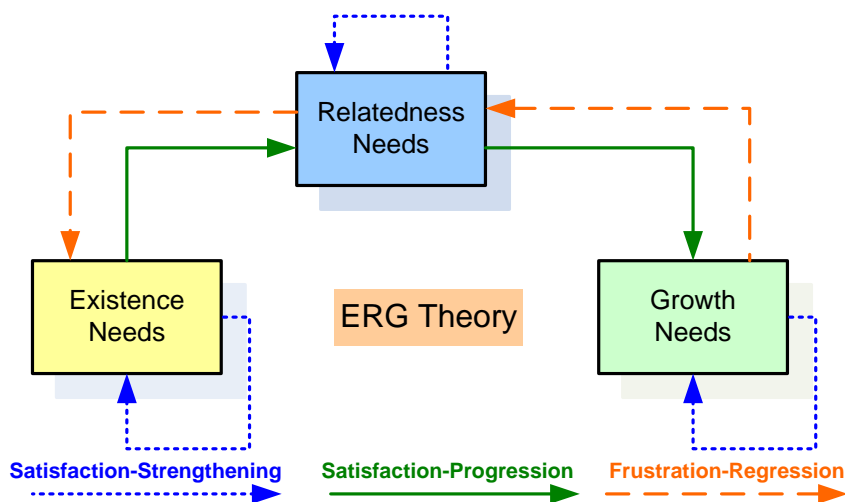 Relatedness
Needs
Existence
Needs
ERG Theory
Growth
Needs
Satisfaction-Strengthening
Satisfaction-Progression
Frustration-Regression